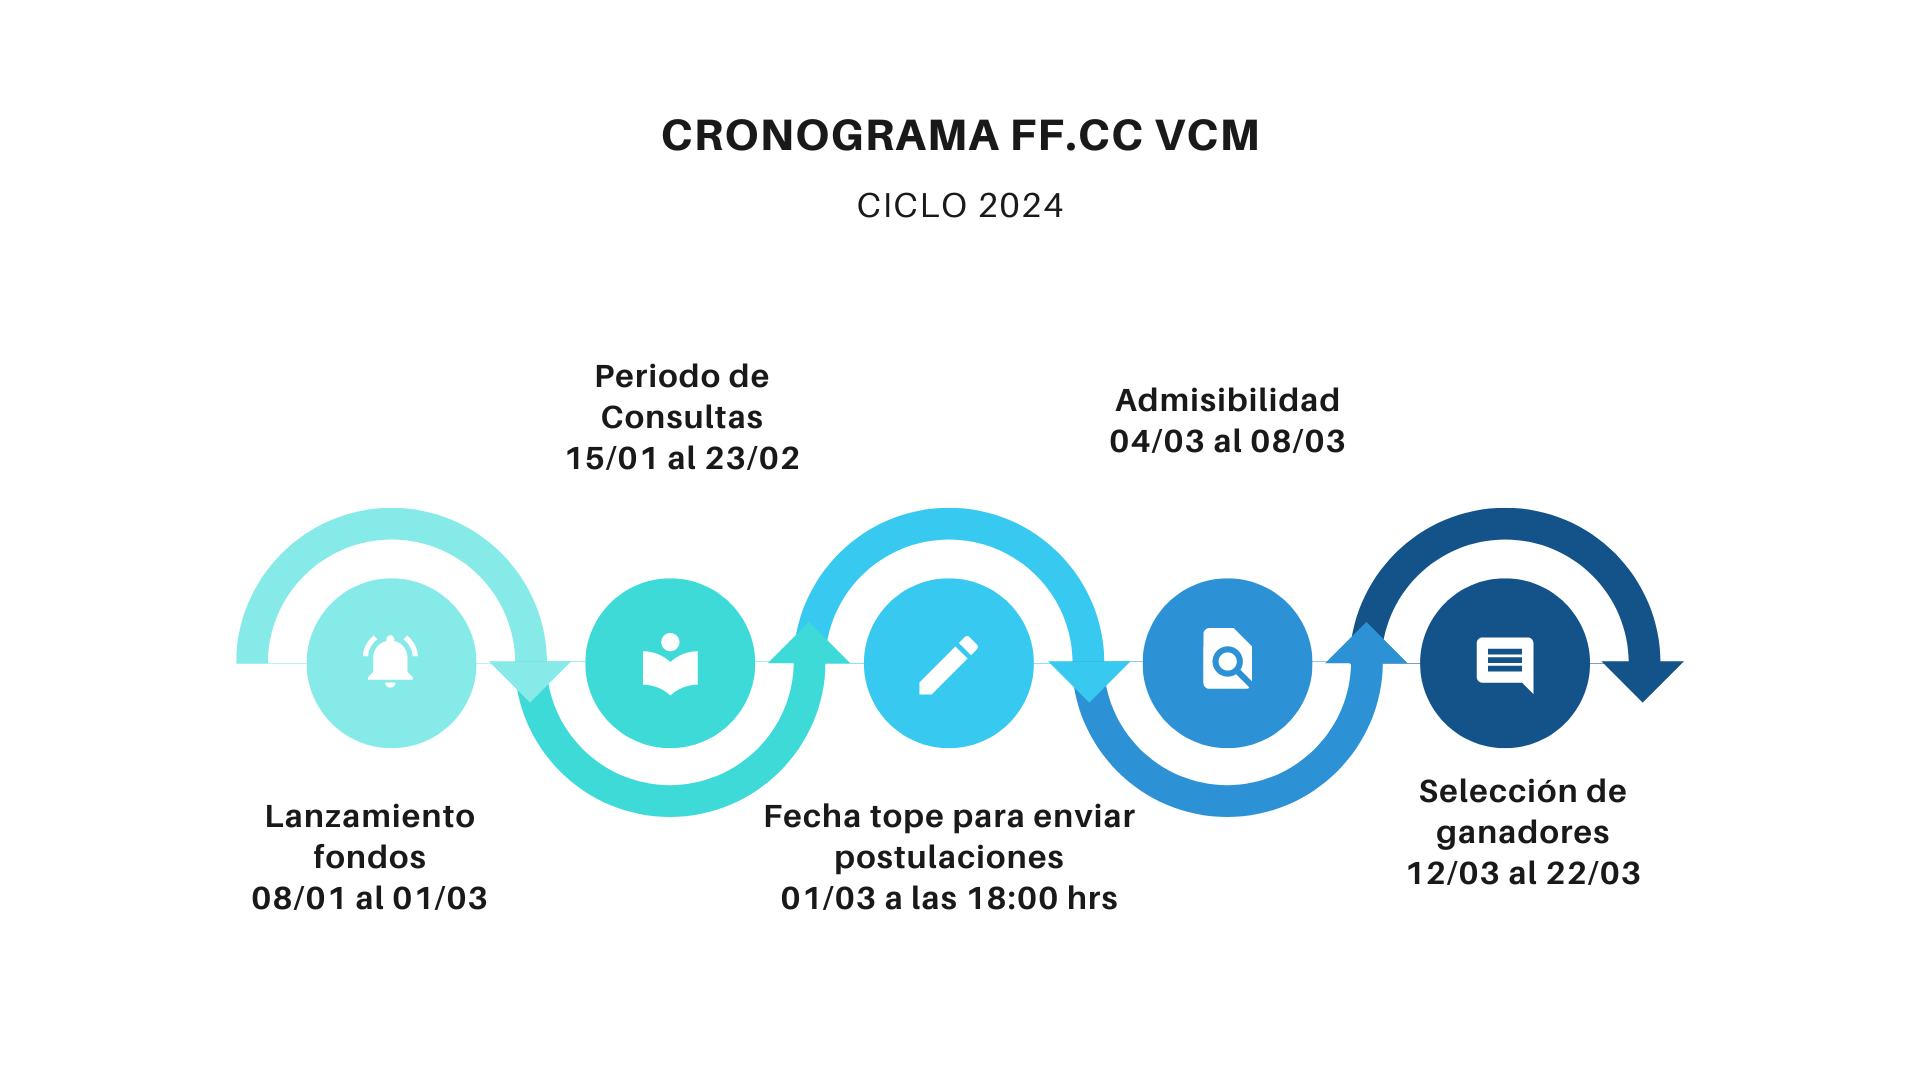 CRONOGRAMA FF.CC VCM
CICLO 2024
Lanzamiento
fondos
08/01 al 01/03
Periodo de
Consultas
15/01 al 23/02
Fecha tope para enviar
postulaciones
01/03 a las 18:00 hrs
Admisibilidad
04/03 al 08/03
Selección de
ganadores
12/03 al 22/03